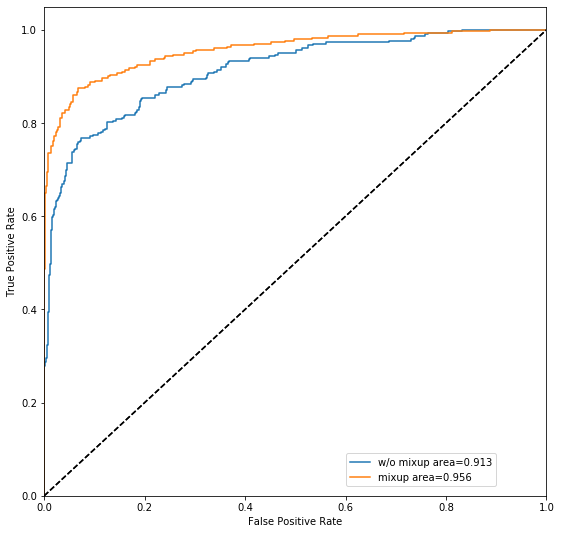 1.0
0.8
0.6
0.4
0.2
0.0
True Positive Rate
w/o mixup area=0.913
mixup area=0.956
0.0 0.2 0.4 0.6 0.8 1.0
False Positive Rate